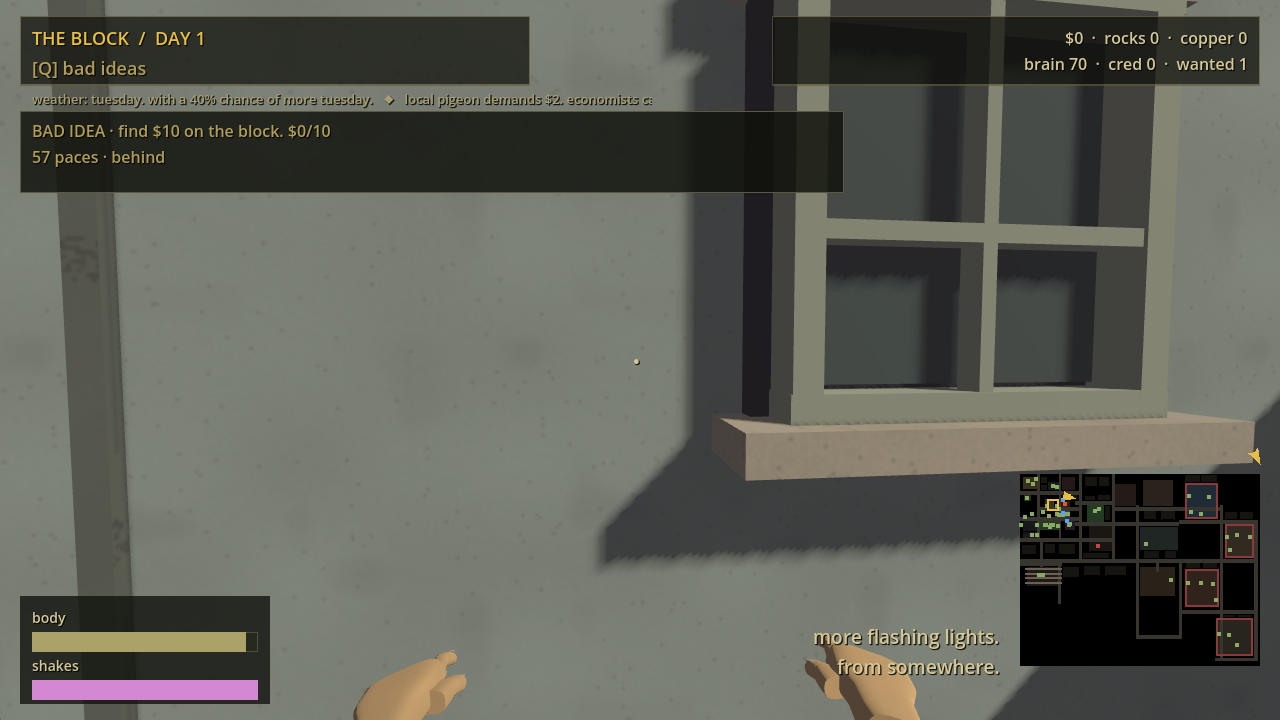 THE BLOCK / DAY 1
[Q] bad ideas
$0 · rocks 0 · copper 0
brain 70 · cred 0 · wanted 1
weather: tuesday. with a 40% chance of more tuesday. ❖ local pigeon demands $2. economists
BAD IDEA · find $10 on the block. $0/10
57 paces · behind
more flashing lights.
from somewhere.
body
shakes